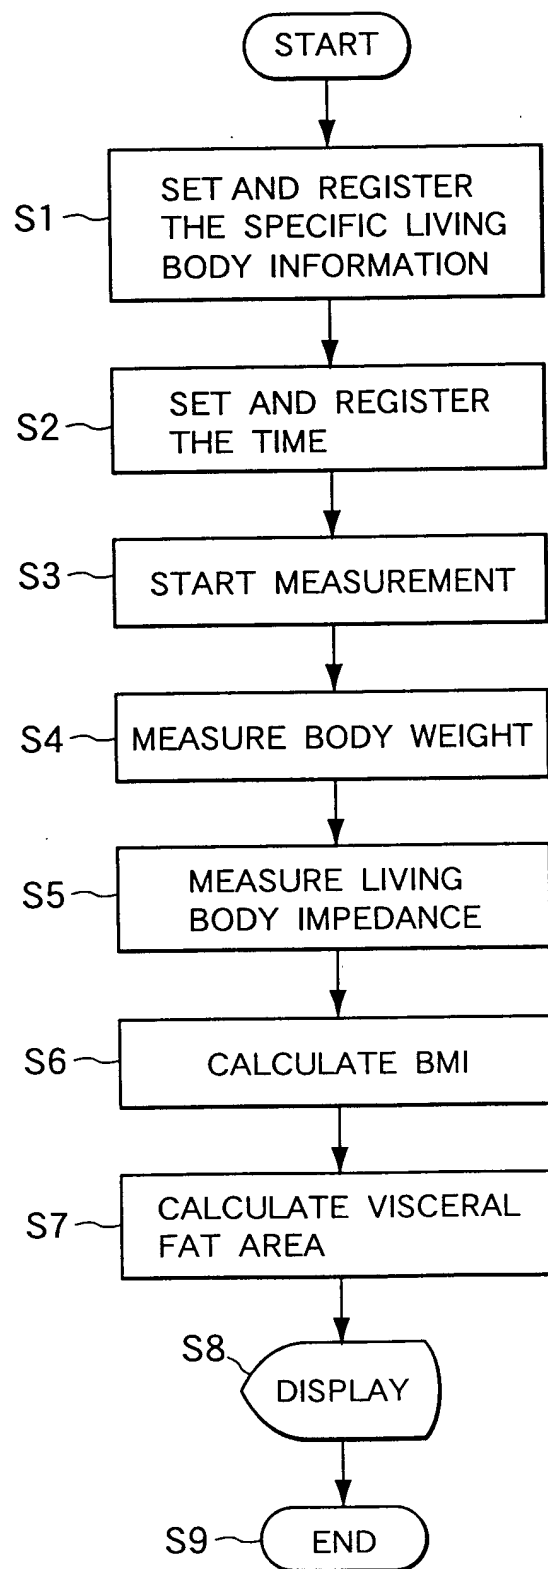 START
S1
SET AND REGISTER
THE SPECIFIC LIVING
BODY INFORMATION
S2
SET AND REGISTER
THE TIME
S3
START MEASUREMENT
S4
MEASURE BODY WEIGHT
S5
MEASURE LIVING
BODY IMPEDANCE
S6
CALCULATE BMI
S7
CALCULATE VISCERAL
FAT AREA
S8
DISPLAY
S9
END